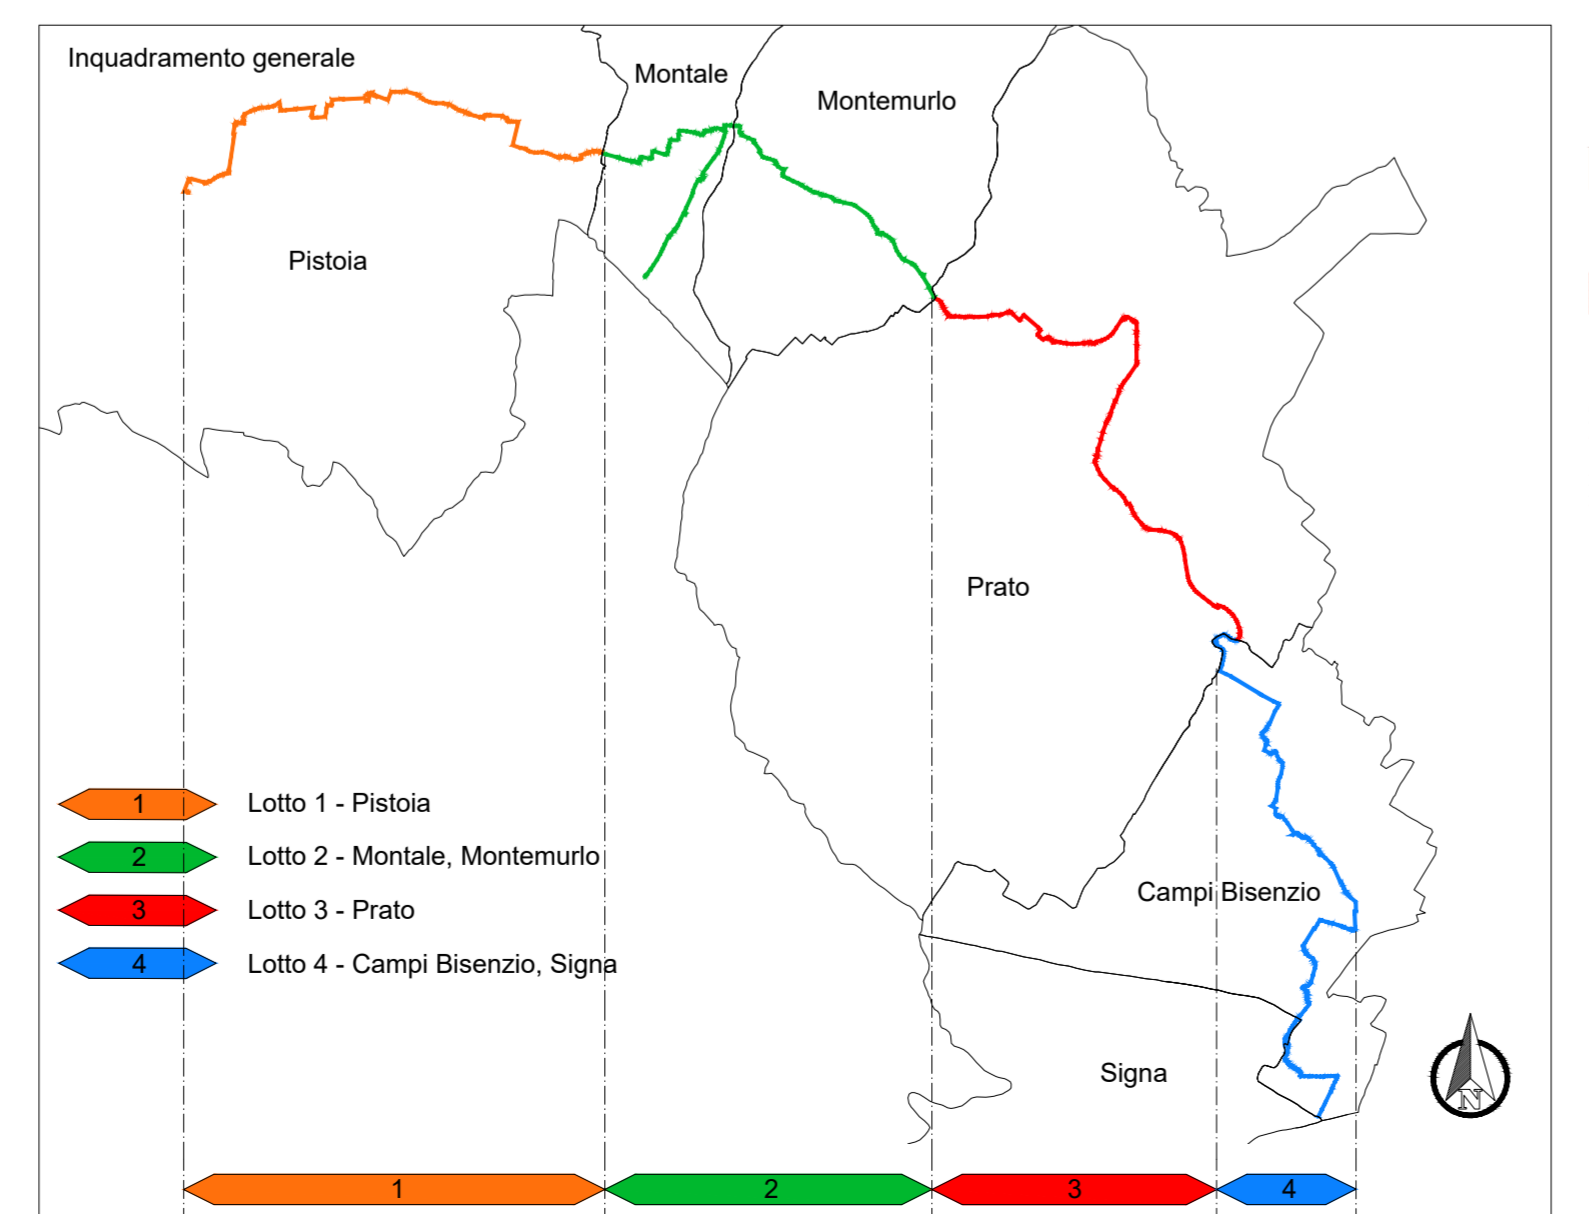 Inquadramento generale
Montale
Montemurlo
Pistoia
Prato
1 Lotto 1 - Pistoia
2 Lotto 2 - Montale, Montemurlo
3 Lotto 3 - Prato
4 Lotto 4 - Campi Bisenzio, Signa
Campi Bisenzio
Signa
N
1 2 3 4